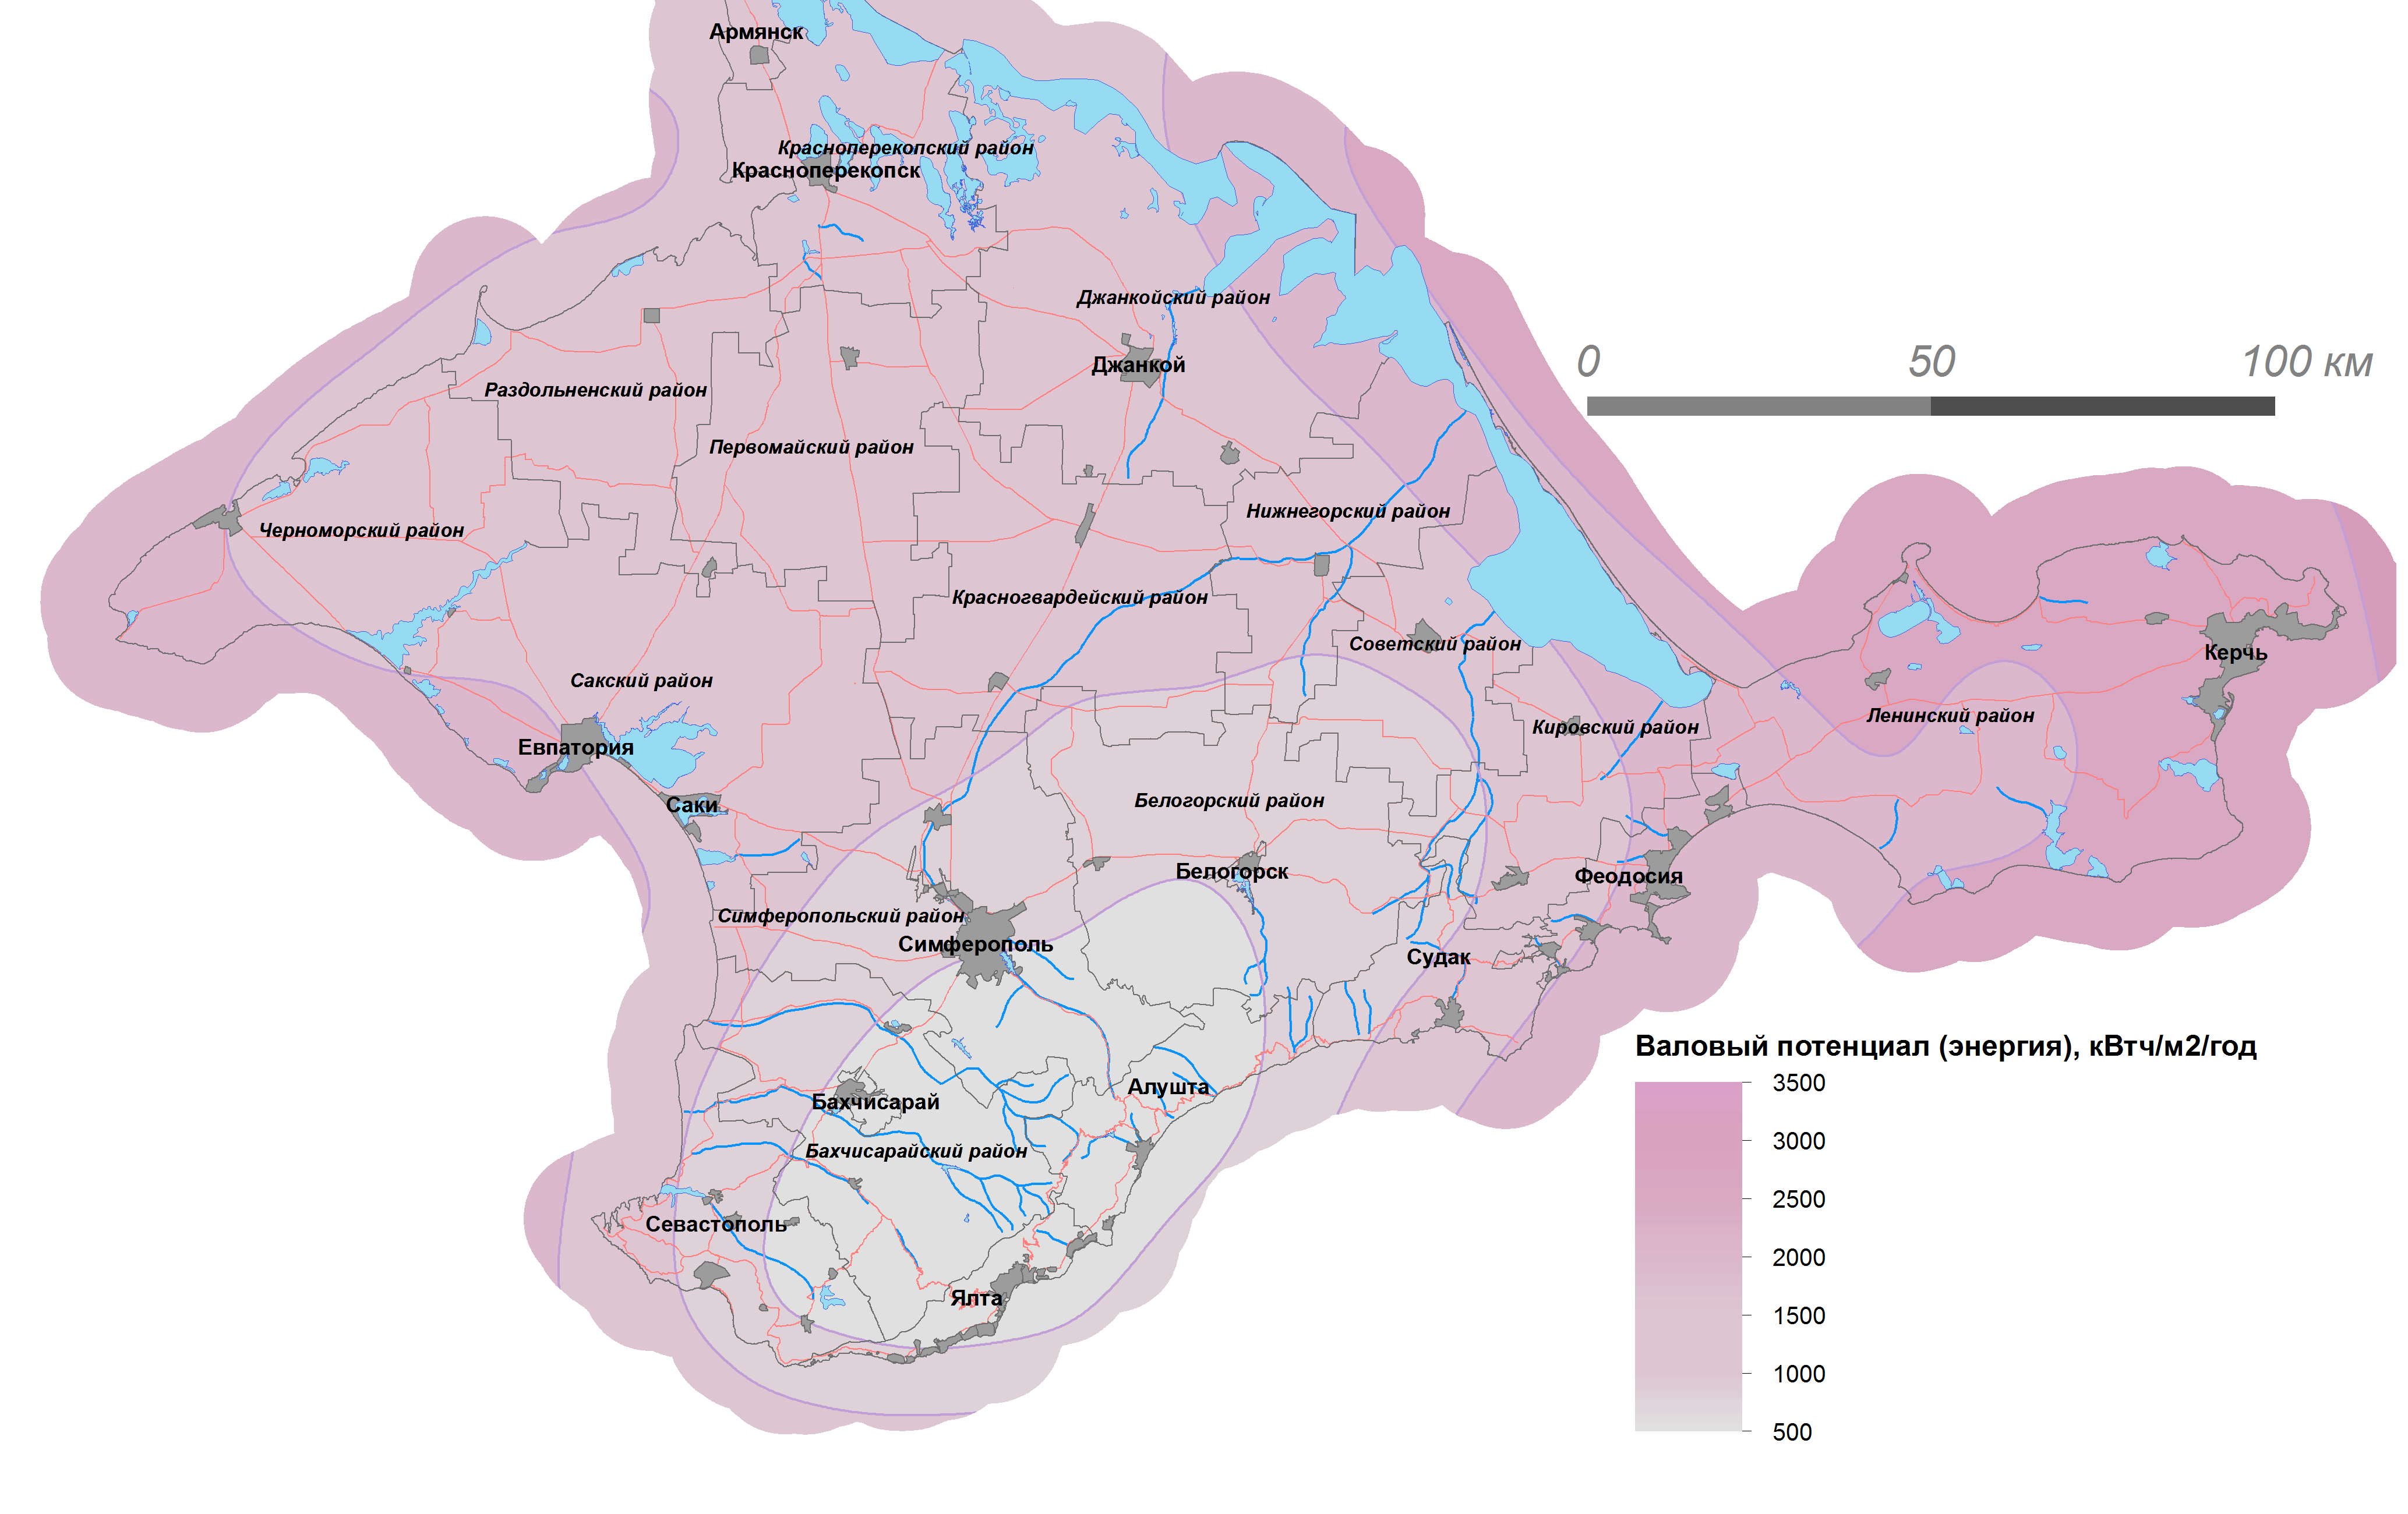 Армянск
Красноперекопский район
Красноперекопск
Джанкойский район
0 50 100 км
Джанкой
Раздольненский район
Первомайский район
Нижнегорский район
Черноморский район
Красногвардейский район
Советский район
Керчь
Сакский район
Ленинский район
Кировский район
Евпатория
Белогорский район
Саки
Белогорск
Феодосия
Симферопольский район
Симферополь
Судак
Валовый потенциал (энергия), кВтч/м2/год
3500
3000
2500
2000
1500
1000
500
Алушта
Бахчисарай
Бахчисарайский район
Севастополь
Ялта